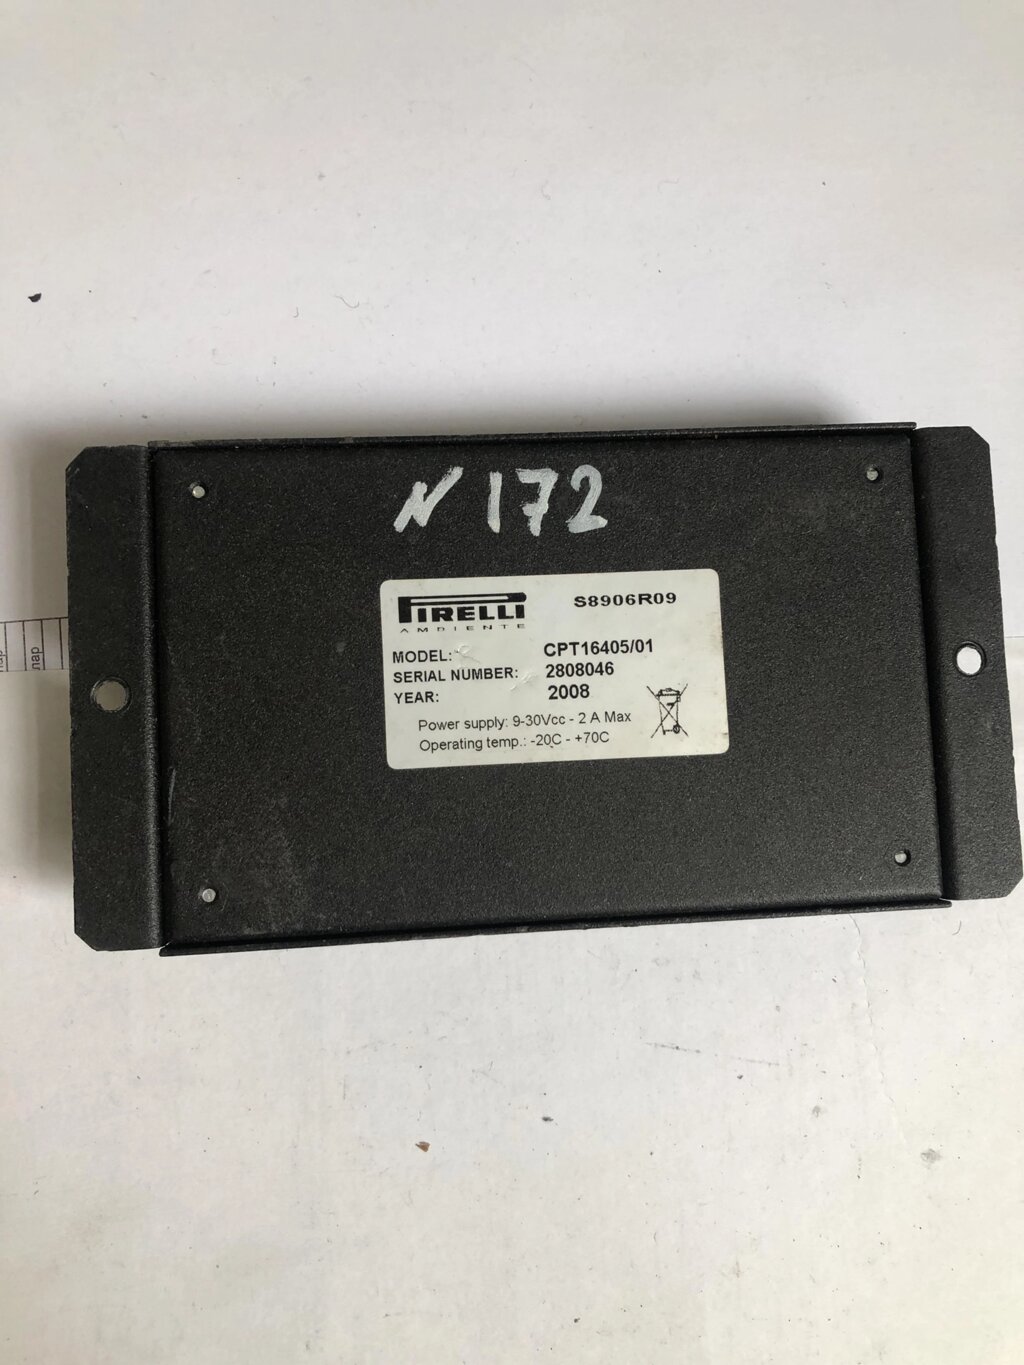 N 172
PIRELLI
AMBIENTE
S8906R09
MODEL: CPT16405/01
SERIAL NUMBER: 2808046
YEAR: 2008
Power supply: 9-30Vcc - 2 A Max
Operating temp.: -20C - +70C